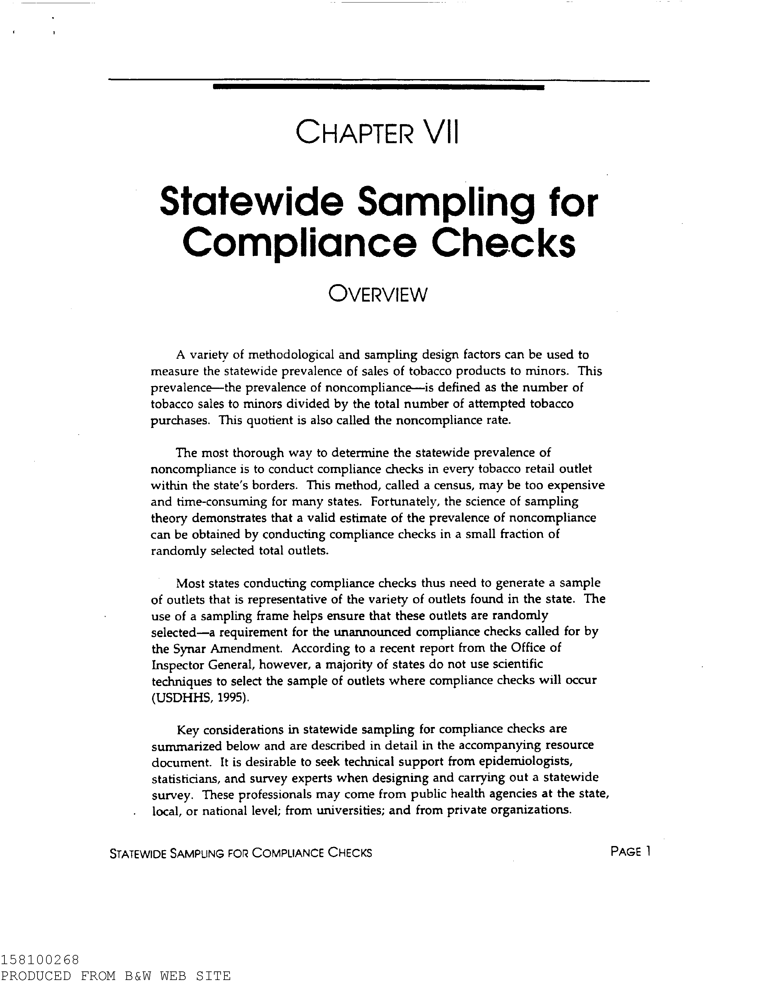 CHAPTER VII
Statewide Sampling for
Compliance Checks
OVERVIEW
A variety of methodological and sampling design factors can be used to
measure the statewide prevalence of sales of tobacco products to minors. This
prevalence—the prevalence of noncompliance—is defined as the number of
tobacco sales to minors divided by the total number of attempted tobacco
purchases. This quotient is also called the noncompliance rate.
The most thorough way to determine the statewide prevalence of
noncompliance is to conduct compliance checks in every tobacco retail outlet
within the state's borders. This method, called a census, may be too expensive
and time-consuming for many states. Fortunately, the science of sampling
theory demonstrates that a valid estimate of the prevalence of noncompliance
can be obtained by conducting compliance checks in a small fraction of
randomly selected total outlets.
Most states conducting compliance checks thus need to generate a sample
of outlets that is representative of the variety of outlets found in the state. The
use of a sampling frame helps ensure that these outlets are randomly
selected—a requirement for the unannounced compliance checks called for by
the Synar Amendment. According to a recent report from the Office of
Inspector General, however, a majority of states do not use scientific
techniques to select the sample of outlets where compliance checks will occur
(USDHHS, 1995).
Key considerations in statewide sampling for compliance checks are
summarized below and are described in detail in the accompanying resource
document. It is desirable to seek technical support from epidemiologists,
statisticians, and survey experts when designing and carrying out a statewide
survey. These professionals may come from public health agencies at the state,
local, or national level; from universities; and from private organizations.
STATEWIDE SAMPLING FOR COMPLIANCE CHECKS PAGE 1
158100268
PRODUCED FROM B&W WEB SITE